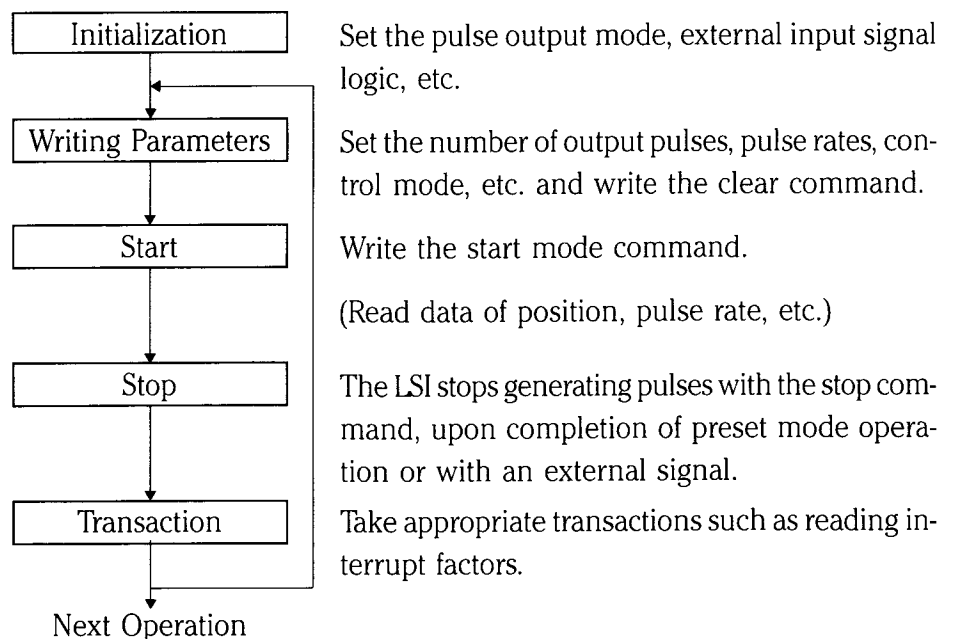 Initialization
Set the pulse output mode, external input signal
logic, etc.
Writing Parameters
Set the number of output pulses, pulse rates, con-
trol mode, etc. and write the clear command.
Start
Write the start mode command.
(Read data of position, pulse rate, etc.)
Stop
The LSI stops generating pulses with the stop com-
mand, upon completion of preset mode opera-
tion or with an external signal.
Transaction
Take appropriate transactions such as reading in-
terrupt factors.
Next Operation